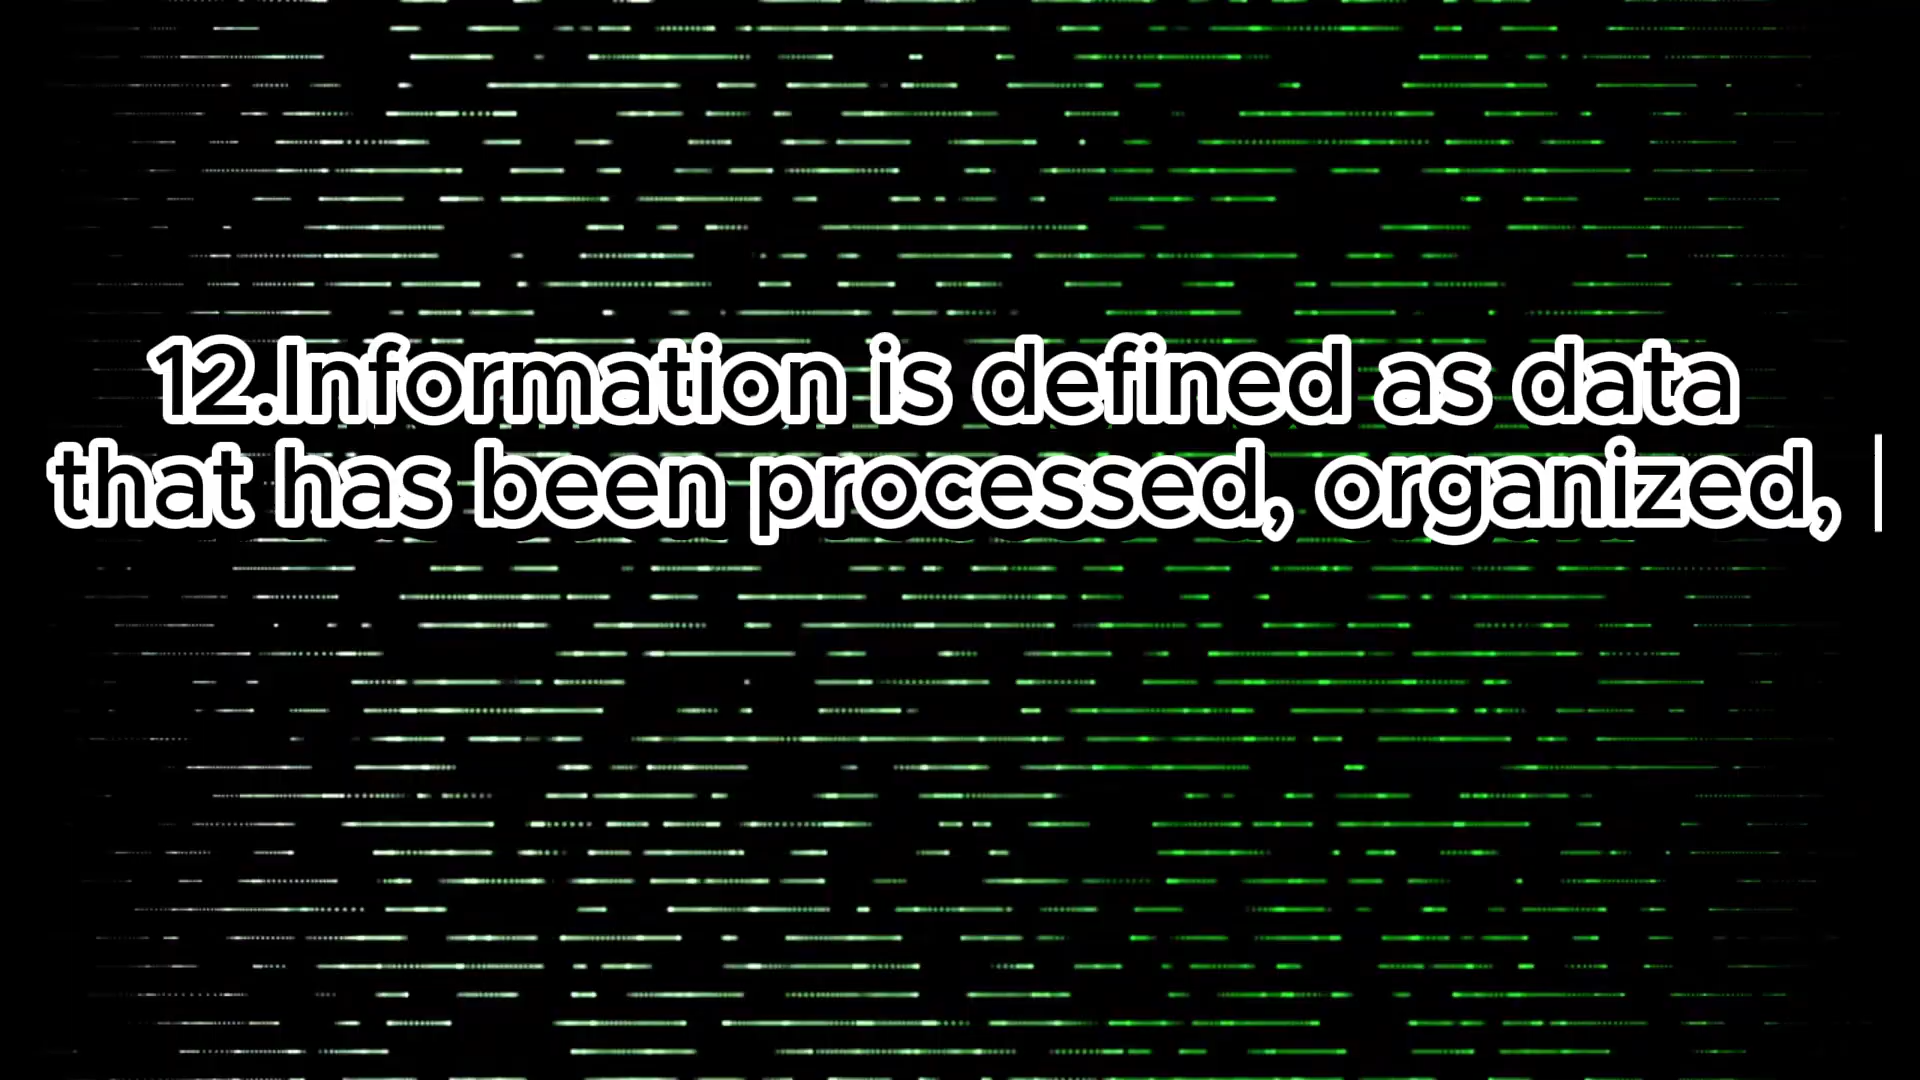 12.Information is defined as data
that has been processed, organized, |